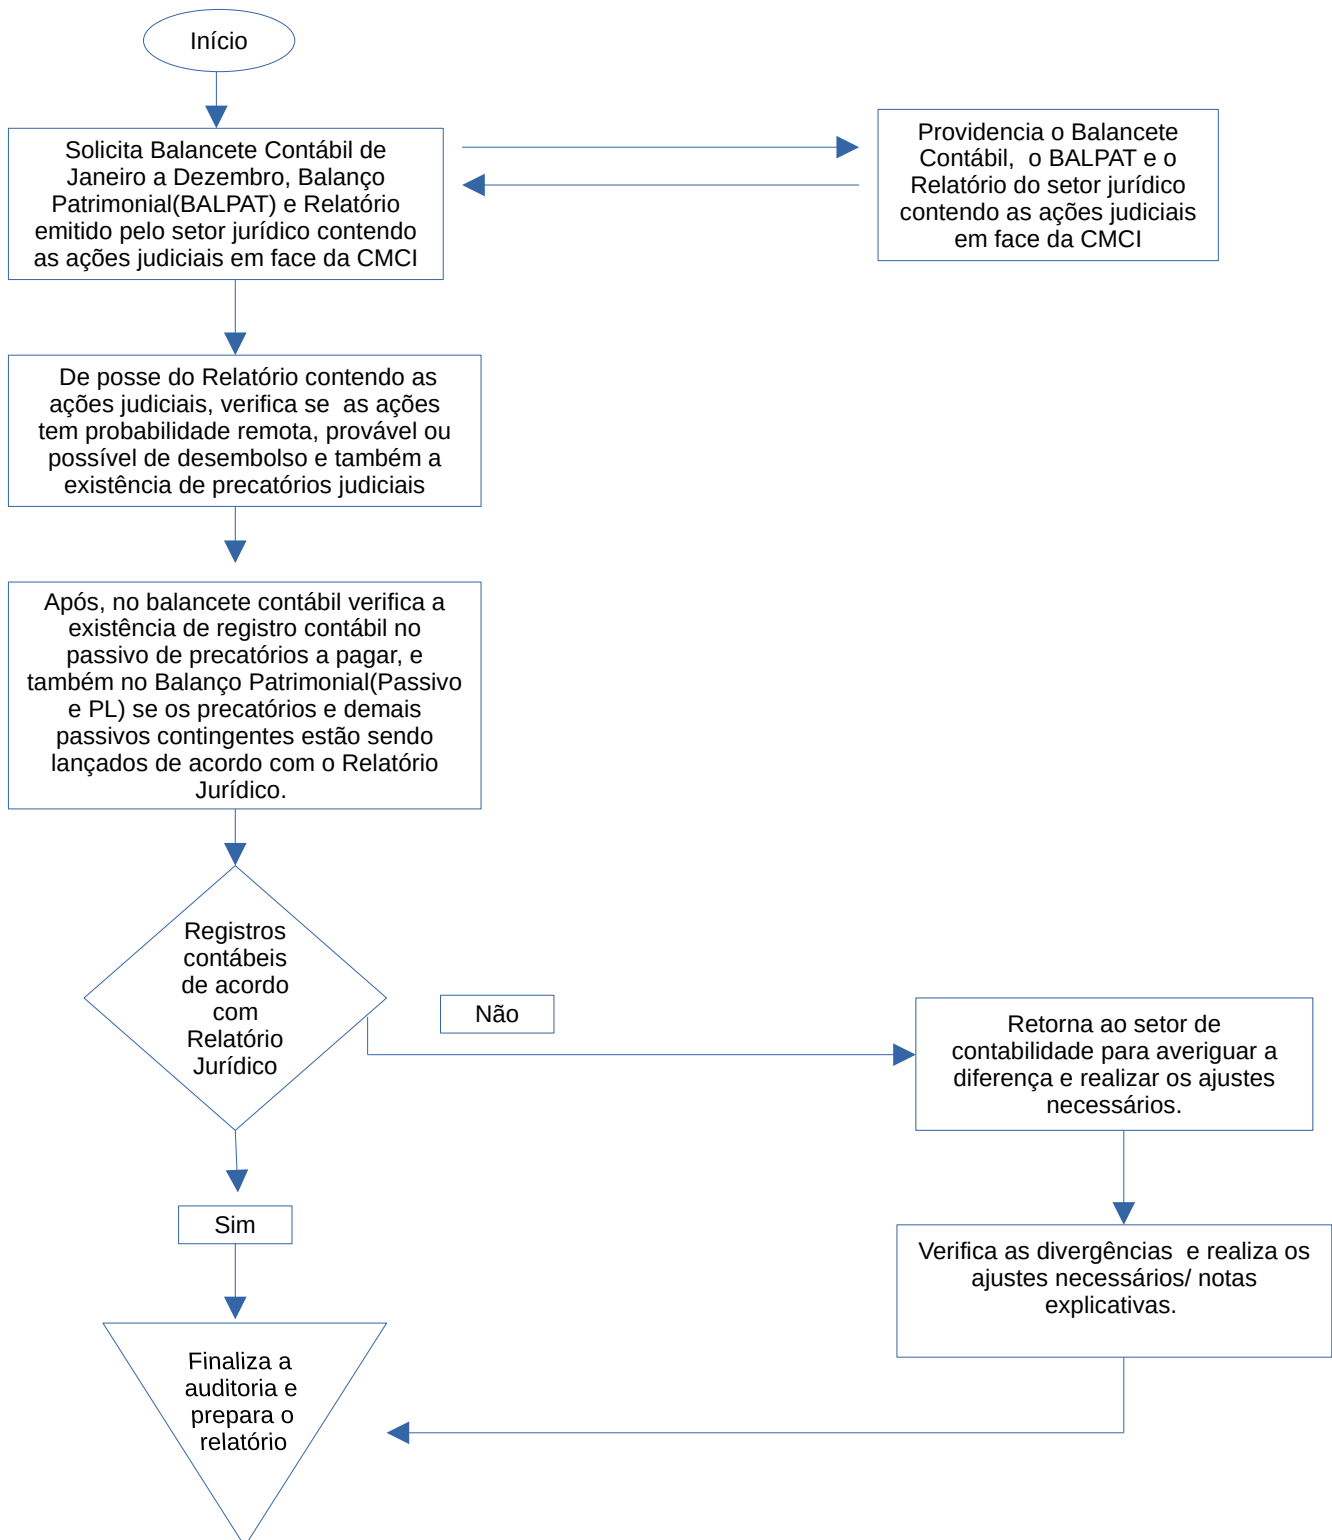 Início
Solicita Balancete Contábil de
Janeiro a Dezembro, Balanço
Patrimonial(BALPAT) e Relatório
emitido pelo setor jurídico contendo
as ações judiciais em face da CMCI
Providencia o Balancete
Contábil,  o BALPAT e o
Relatório do setor jurídico
contendo as ações judiciais
em face da CMCI
De posse do Relatório contendo as
ações judiciais, verifica se  as ações
tem probabilidade remota, provável ou
possível de desembolso e também a
existência de precatórios judiciais
Após, no balancete contábil verifica a
existência de registro contábil no
passivo de precatórios a pagar, e
também no Balanço Patrimonial(Passivo
e PL) se os precatórios e demais
passivos contingentes estão sendo
lançados de acordo com o Relatório
Jurídico.
Registros
contábeis
de acordo
com
Relatório
Jurídico
Não
Retorna ao setor de
contabilidade para averiguar a
diferença e realizar os ajustes
necessários.
Sim
Verifica as divergências  e realiza os
ajustes necessários/ notas
explicativas.
Finaliza a
auditoria e
prepara o
relatório